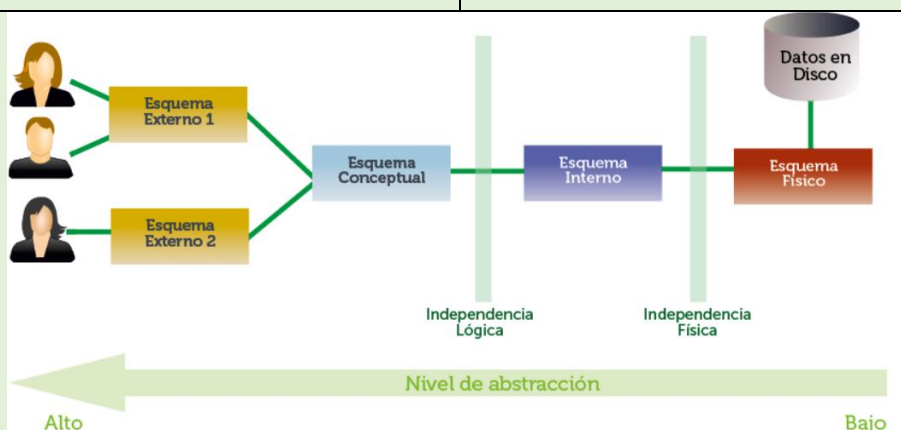 Datos en
Disco
Esquema
Externo 1
Esquema
Conceptual
Esquema
Interno
Esquema
Físico
Esquema
Externo 2
Independencia
Lógica
Independencia
Física
Nivel de abstracción
Alto
Bajo